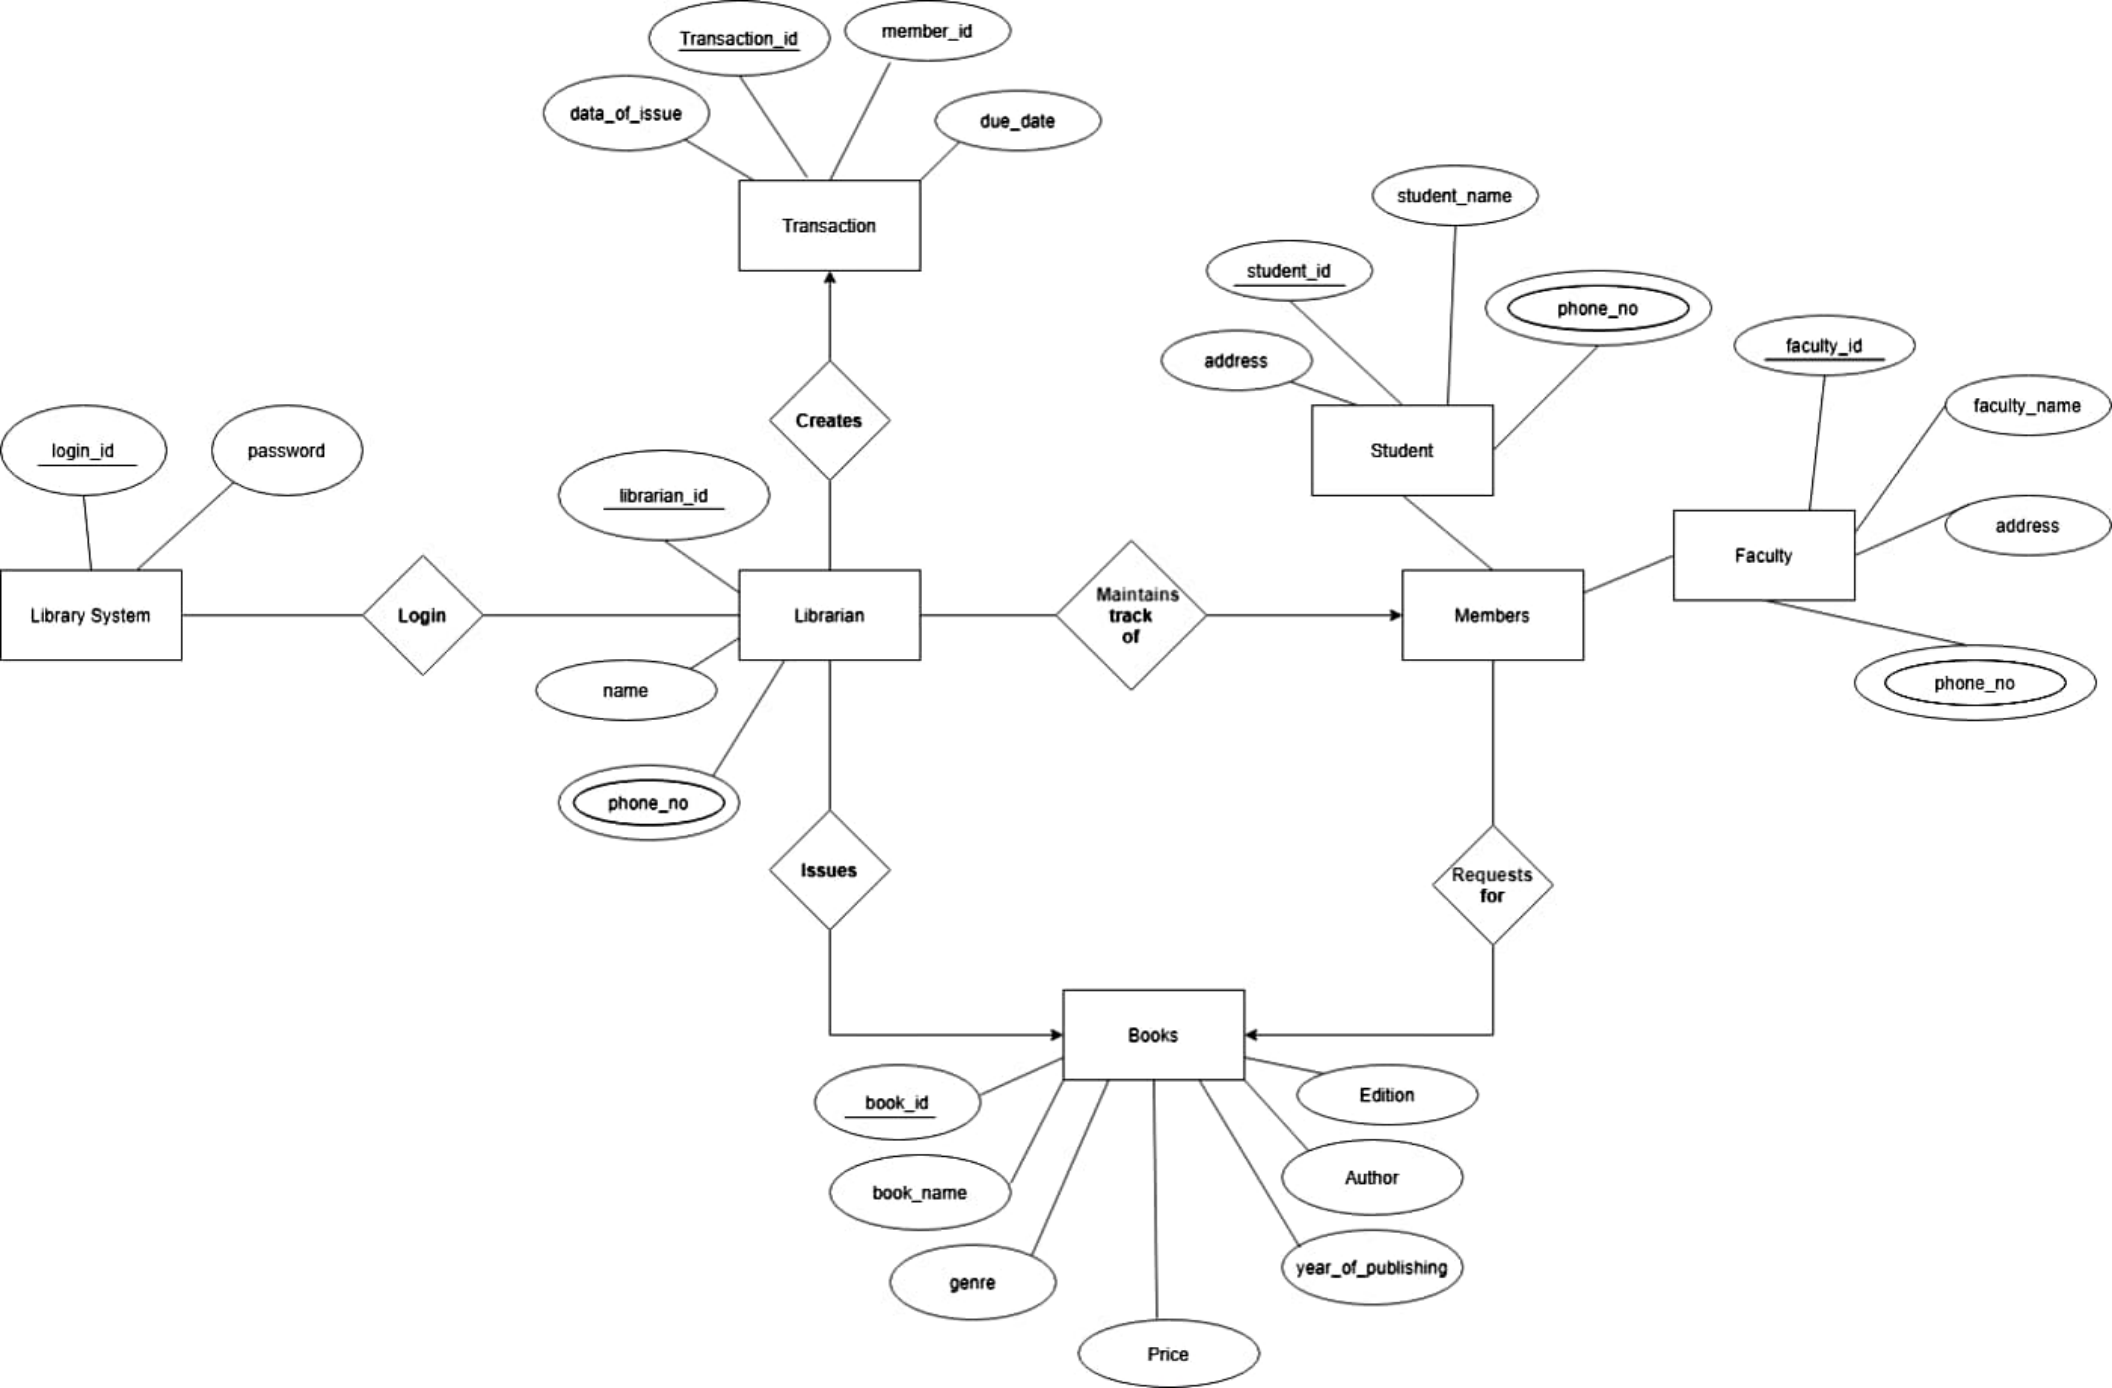 Transaction_id
member_id
data_of_issue
due_date
Transaction
student_name
student_id
phone_no
address
faculty_id
faculty_name
Creates
Student
login_id
password
librarian_id
address
Faculty
Library System
Login
Librarian
Maintains
track
of
Members
name
phone_no
phone_no
Issues
Requests
for
Books
book_id
Edition
book_name
Author
genre
year_of_publishing
Price